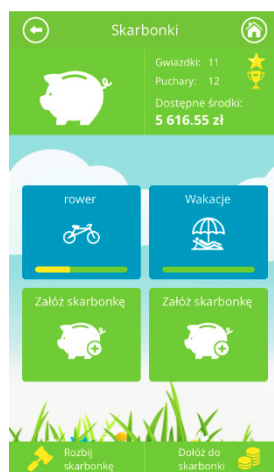 Skarbonki
Gwiazdki: 11
Puchary: 12
Dostępne środki:
5 616.55 zł
rower
Wakacje
Załóż skarbonkę
Załóż skarbonkę
Rozbij
skarbonkę
Dołóż do
skarbonki